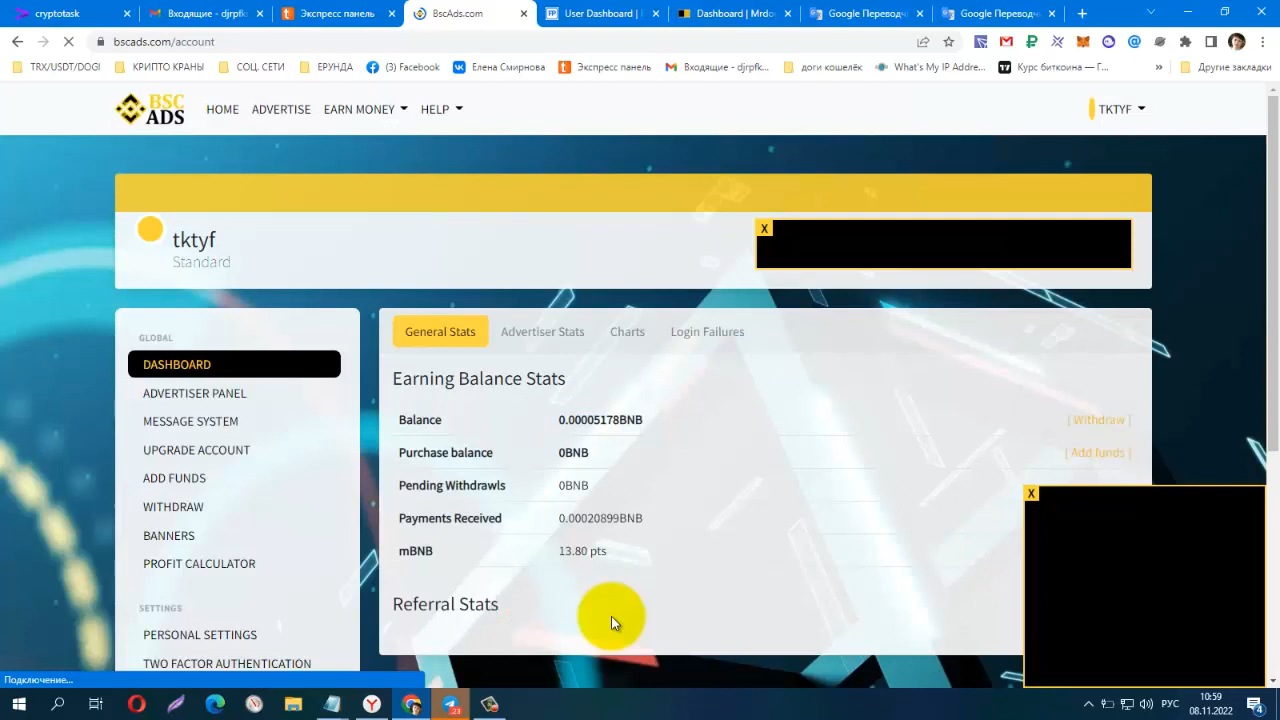 cryptotask
Входящие - djrpfk
Экспресс панель
BscAds.com
User Dashboard |
Dashboard | Mrdo
Google Переводч
Google Переводч
bscads.com/account
TRX/USDT/DOGI
КРИПТО КРАНЫ
СОЦ. СЕТИ
ЕРУНДА
(3) Facebook
Елена Смирнова
Экспресс панель
Входящие - djrpfk...
доги кошелёк
What's My IP Addre...
Курс биткоина — Г...
»
Другие закладки
BSC
ADS
HOME
ADVERTISE
EARN MONEY
HELP
TKTYF
tktyf
Standard
X
GLOBAL
DASHBOARD
ADVERTISER PANEL
MESSAGE SYSTEM
UPGRADE ACCOUNT
ADD FUNDS
WITHDRAW
BANNERS
PROFIT CALCULATOR
SETTINGS
PERSONAL SETTINGS
TWO FACTOR AUTHENTICATION
General Stats
Advertiser Stats
Charts
Login Failures
Earning Balance Stats
Balance 0.00005178BNB [ Withdraw ]
Purchase balance 0BNB [ Add funds ]
Pending Withdrawls 0BNB
Payments Received 0.00020899BNB
mBNB 13.80 pts
Referral Stats
X
Подключение...
23
РУС
10:59
08.11.2022
4